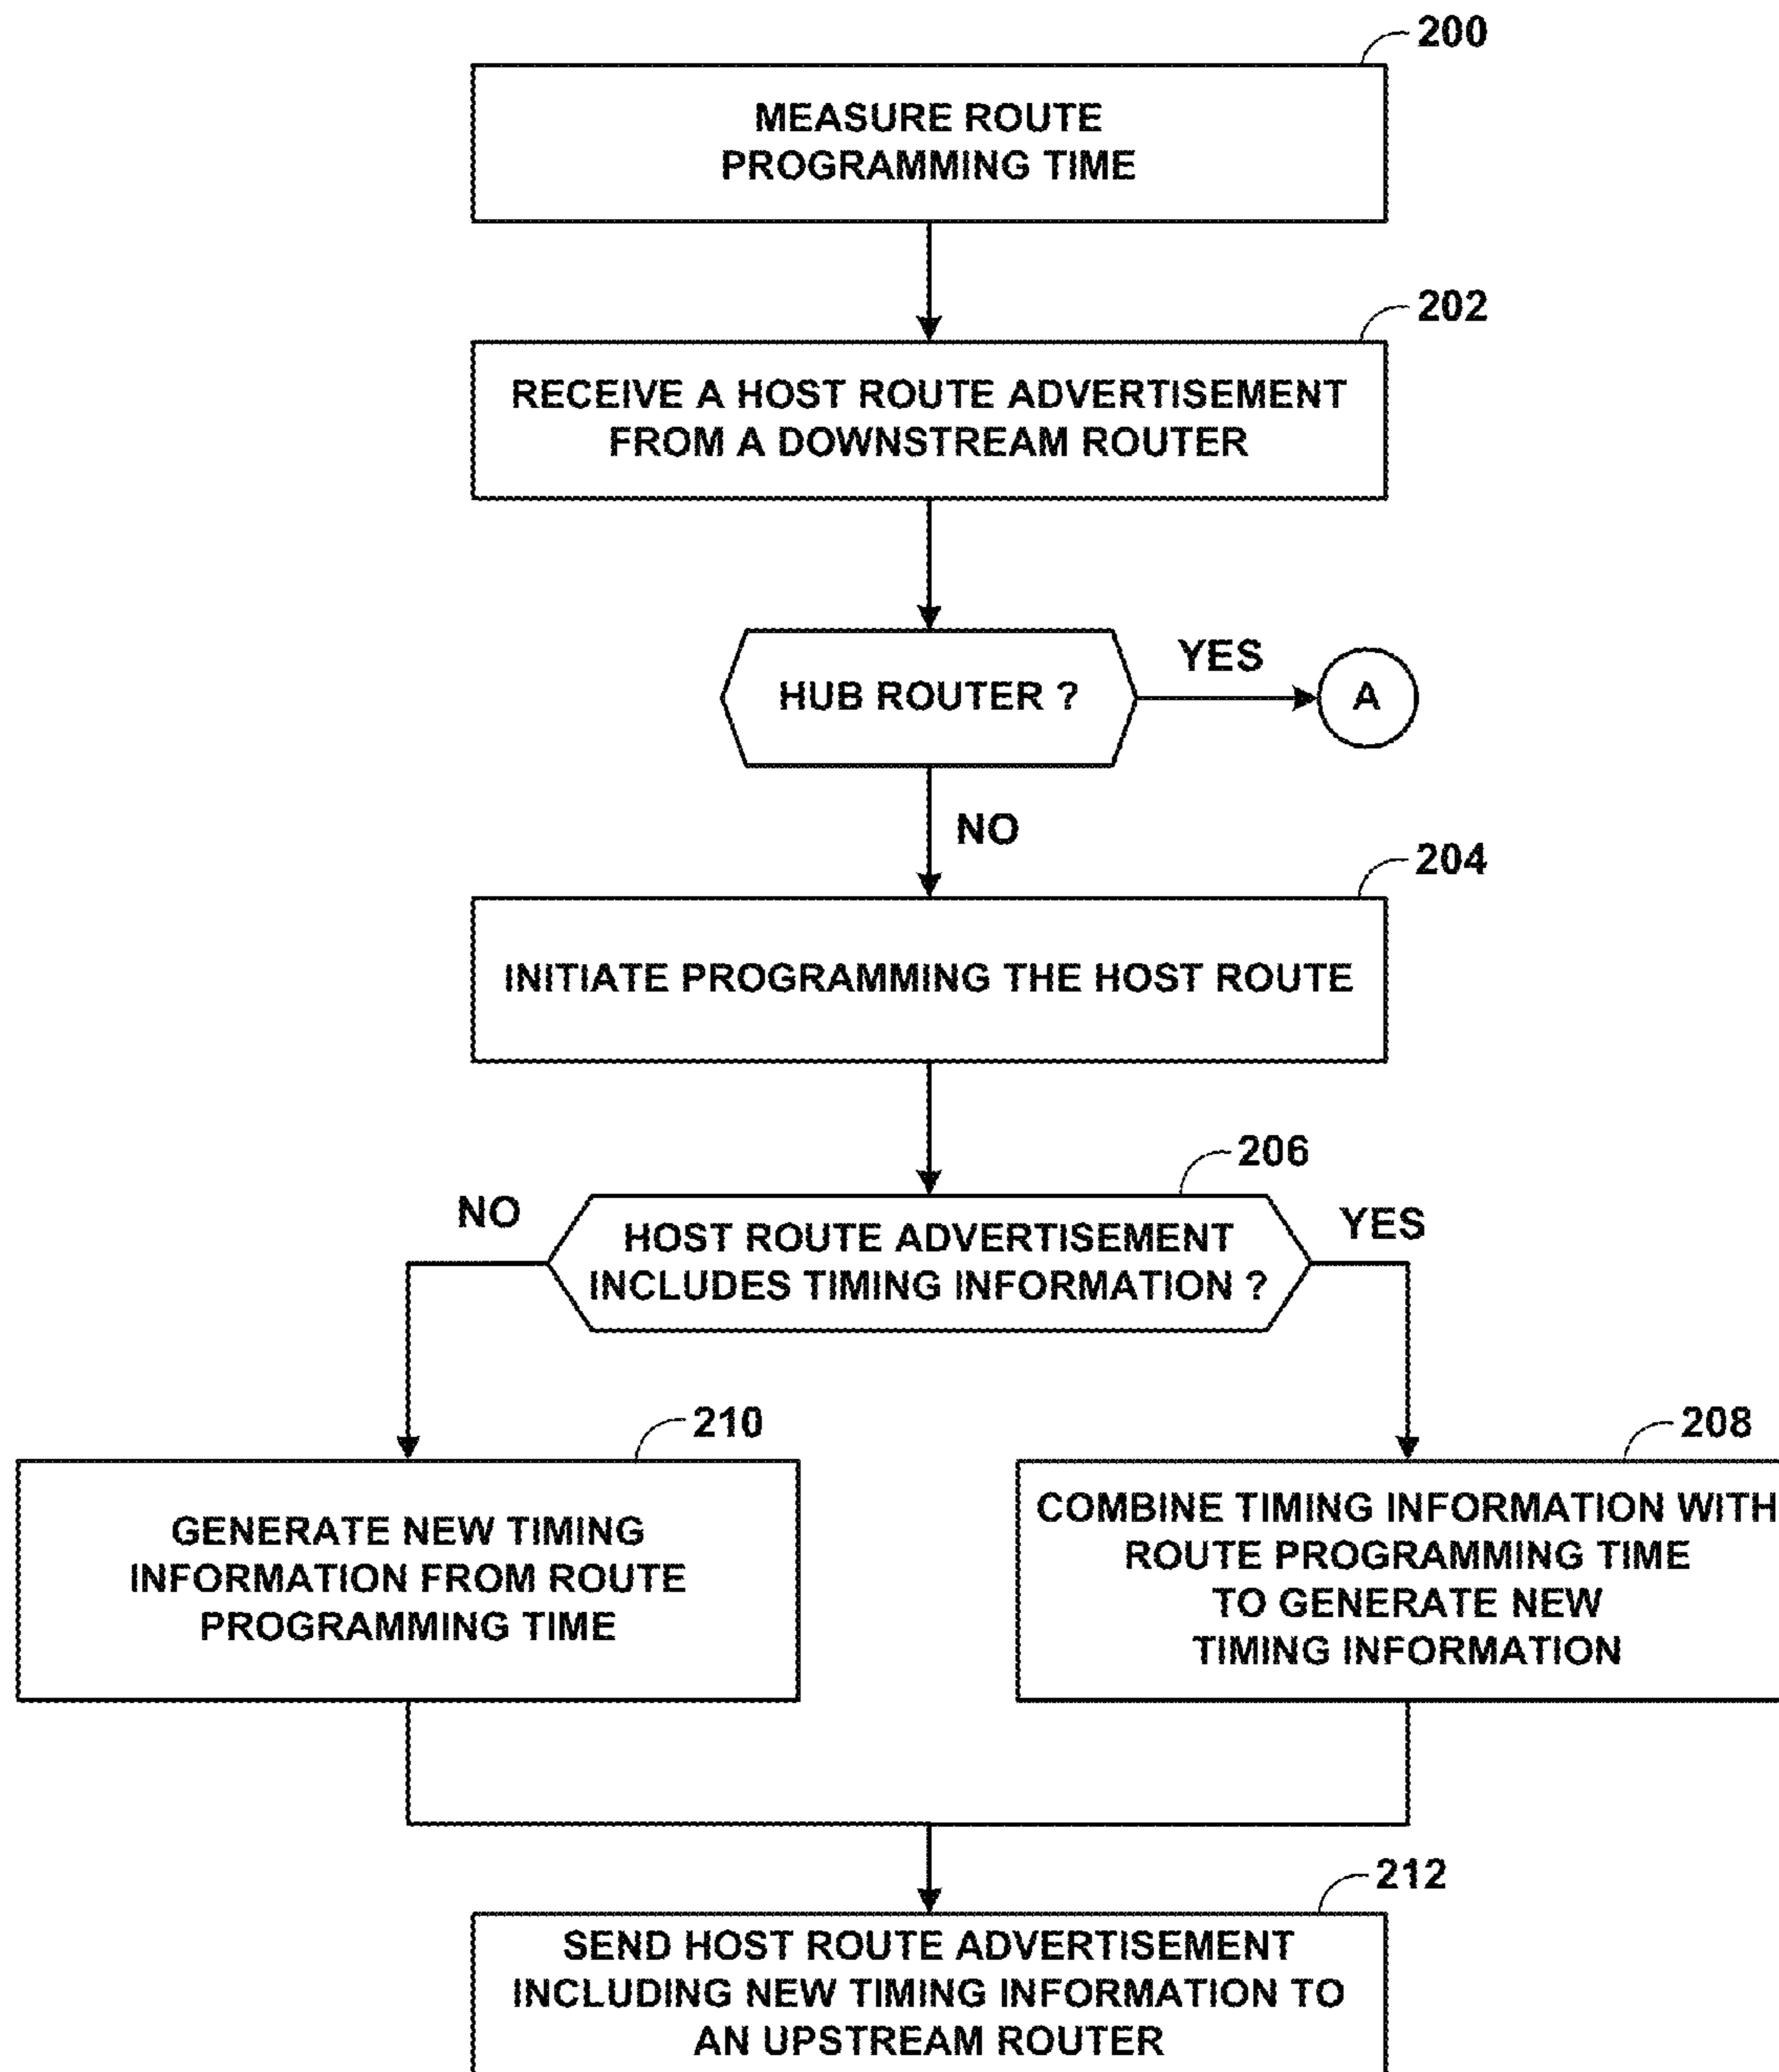 200
MEASURE ROUTE
PROGRAMMING TIME
202
RECEIVE A HOST ROUTE ADVERTISEMENT
FROM A DOWNSTREAM ROUTER
HUB ROUTER ?
YES
A
NO
204
INITIATE PROGRAMMING THE HOST ROUTE
206
HOST ROUTE ADVERTISEMENT
INCLUDES TIMING INFORMATION ?
NO
YES
210
GENERATE NEW TIMING
INFORMATION FROM ROUTE
PROGRAMMING TIME
208
COMBINE TIMING INFORMATION WITH
ROUTE PROGRAMMING TIME
TO GENERATE NEW
TIMING INFORMATION
212
SEND HOST ROUTE ADVERTISEMENT
INCLUDING NEW TIMING INFORMATION TO
AN UPSTREAM ROUTER